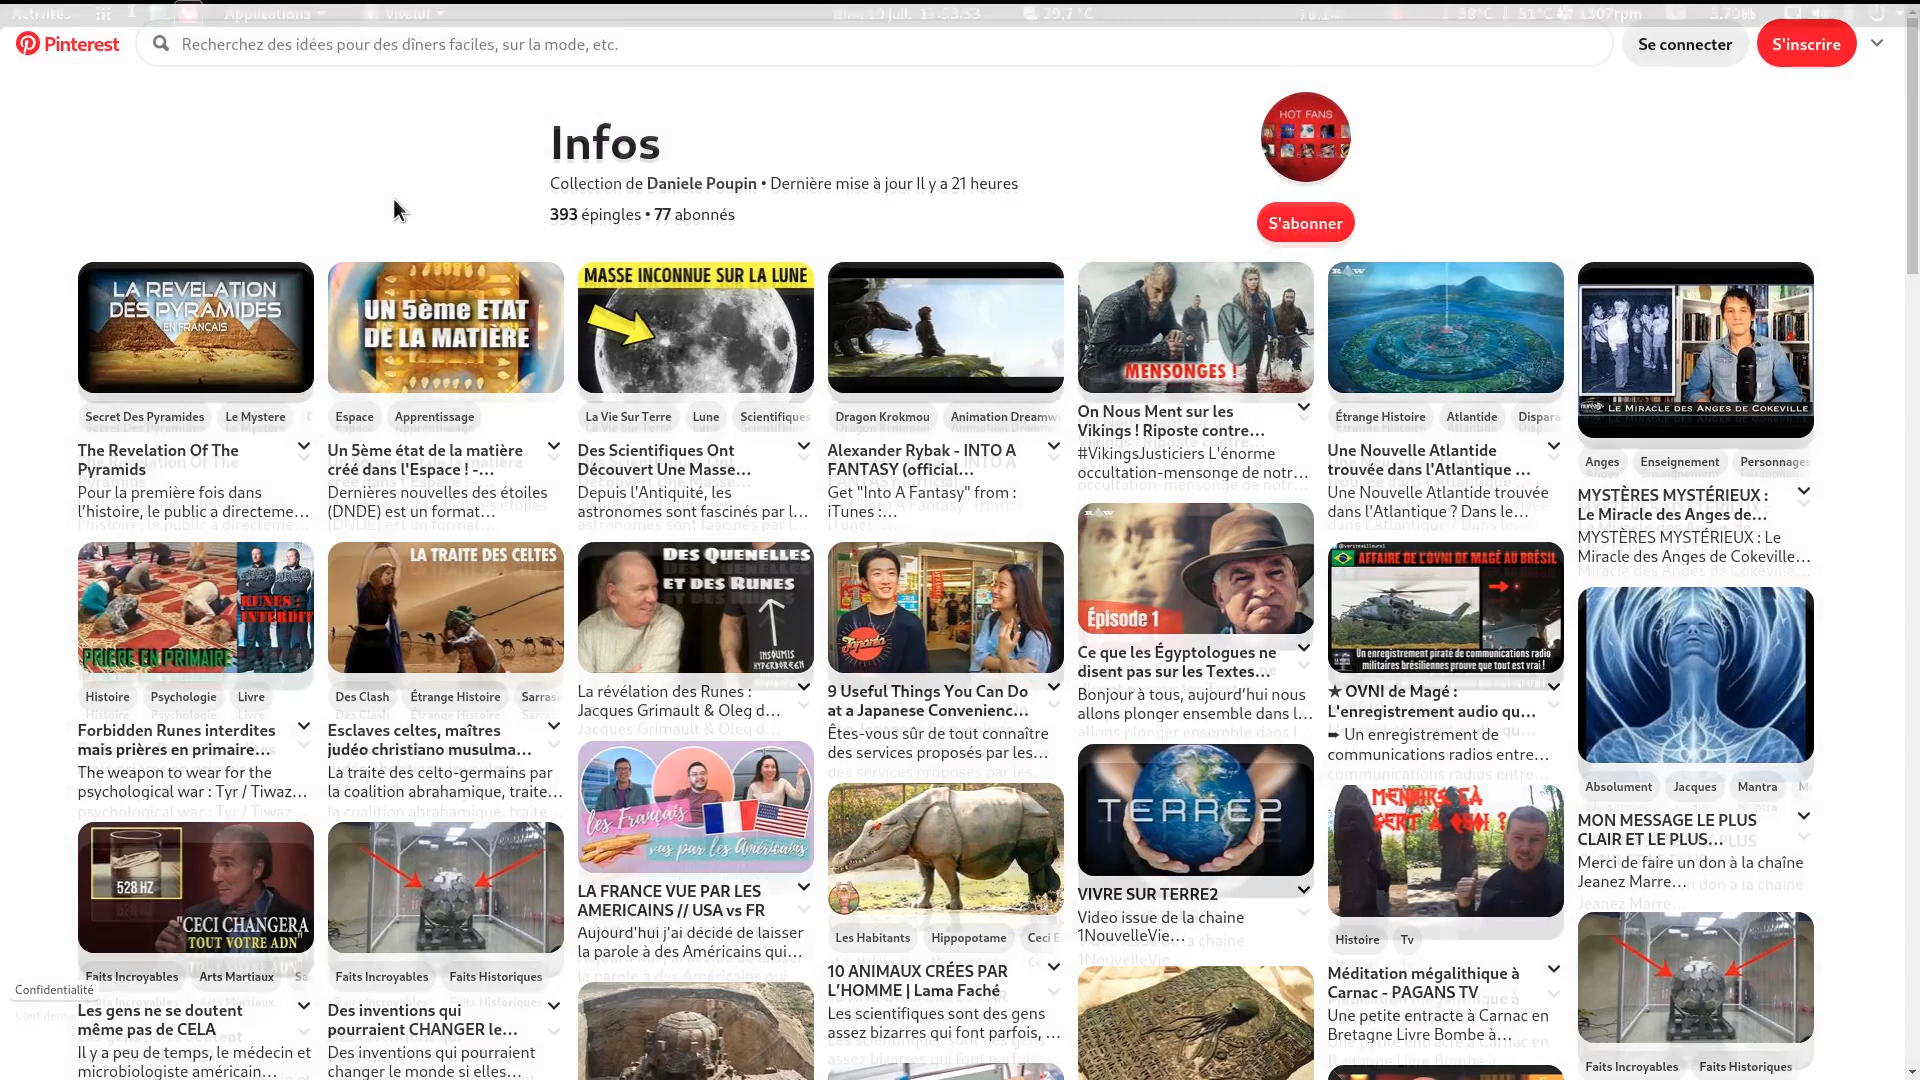 Pinterest
Recherchez des idées pour des dîners faciles, sur la mode, etc.
Se connecter
S'inscrire
Infos
Collection de Daniele Poupin • Dernière mise à jour Il y a 21 heures
393 épingles • 77 abonnés
HOT FANS
S'abonner
LA REVELATION
DES PYRAMIDES
EN FRANÇAIS
Secret Des Pyramides
Le Mystere
The Revelation Of The
Pyramids
Pour la première fois dans
l'histoire, le public a directeme…
PRIÈRE EN PRIMAIRE
RUNES :
INTERDIT
Histoire
Psychologie
Livre
Forbidden Runes interdites
mais prières en primaire…
The weapon to wear for the
psychological war : Tyr / Tiwaz…
528 HZ
"CECI CHANGERA
TOUT VOTRE ADN"
Faits Incroyables
Arts Martiaux
Confidentialité
Les gens ne se doutent
même pas de CELA
Il y a peu de temps, le médecin et
microbiologiste américain…
UN 5ème ETAT
DE LA MATIÈRE
Espace
Apprentissage
Un 5ème état de la matière
créé dans l'Espace ! -…
Dernières nouvelles des étoiles
(DNDE) est un format…
LA TRAITE DES CELTES
Des Clash
Étrange Histoire
Sarras
Esclaves celtes, maîtres
judéo christiano musulma…
La traite des celto-germains par
la coalition abrahamique, traite…
Faits Incroyables
Faits Historiques
Des inventions qui
pourraient CHANGER le…
Des inventions qui pourraient
changer le monde si elles…
MASSE INCONNUE SUR LA LUNE
La Vie Sur Terre
Lune
Scientifiques
Des Scientifiques Ont
Découvert Une Masse…
Depuis l'Antiquité, les
astronomes sont fascinés par l…
DES QUENELLES
ET DES RUNES
INSOUMIS
HYPERBOREEN
La révélation des Runes :
Jacques Grimault & Oleg d…
les Français
vus par les Américains
LA FRANCE VUE PAR LES
AMERICAINS // USA vs FR
Aujourd'hui j'ai décidé de laisser
la parole à des Américains qui…
Dragon Krokmou
Animation Dreamw
Alexander Rybak - INTO A
FANTASY (official…
Get "Into A Fantasy" from :
iTunes :…
9 Useful Things You Can Do
at a Japanese Convenienc…
Êtes-vous sûr de tout connaître
des services proposés par les…
Les Habitants
Hippopotame
Ceci E
10 ANIMAUX CRÉES PAR
L'HOMME | Lama Faché
Les scientifiques sont des gens
assez bizarres qui font parfois, …
MENSONGES !
On Nous Ment sur les
Vikings ! Riposte contre…
#VikingsJusticiers L'énorme
occultation-mensonge de notr…
Épisode 1
Ce que les Égyptologues ne
disent pas sur les Textes…
Bonjour à tous, aujourd'hui nous
allons plonger ensemble dans l…
TERRE2
VIVRE SUR TERRE2
Video issue de la chaine
1NouvelleVie…
RAW
Étrange Histoire
Atlantide
Dispara
Une Nouvelle Atlantide
trouvée dans l'Atlantique …
Une Nouvelle Atlantide trouvée
dans l'Atlantique ? Dans le…
AFFAIRE DE L'OVNI DE MAGÉ AU BRÉSIL
Un enregistrement piraté de communications radio
militaires brésiliennes prouve que tout est vrai !
★ OVNI de Magé :
L'enregistrement audio qu…
➨ Un enregistrement de
communications radios entre…
MENHIRS ÇÀ
SERT À QUOI ?
Histoire
Tv
Méditation mégalithique à
Carnac - PAGANS TV
Une petite entracte à Carnac en
Bretagne Livre Bombe à…
LE MIRACLE DES ANGES DE COKEVILLE
Anges
Enseignement
Personnages
MYSTÈRES MYSTÉRIEUX :
Le Miracle des Anges de…
MYSTÈRES MYSTÉRIEUX : Le
Miracle des Anges de Cokeville…
Absolument
Jacques
Mantra
MON MESSAGE LE PLUS
CLAIR ET LE PLUS…
Merci de faire un don à la chaîne
Jeanez Marre…
Faits Incroyables
Faits Historiques